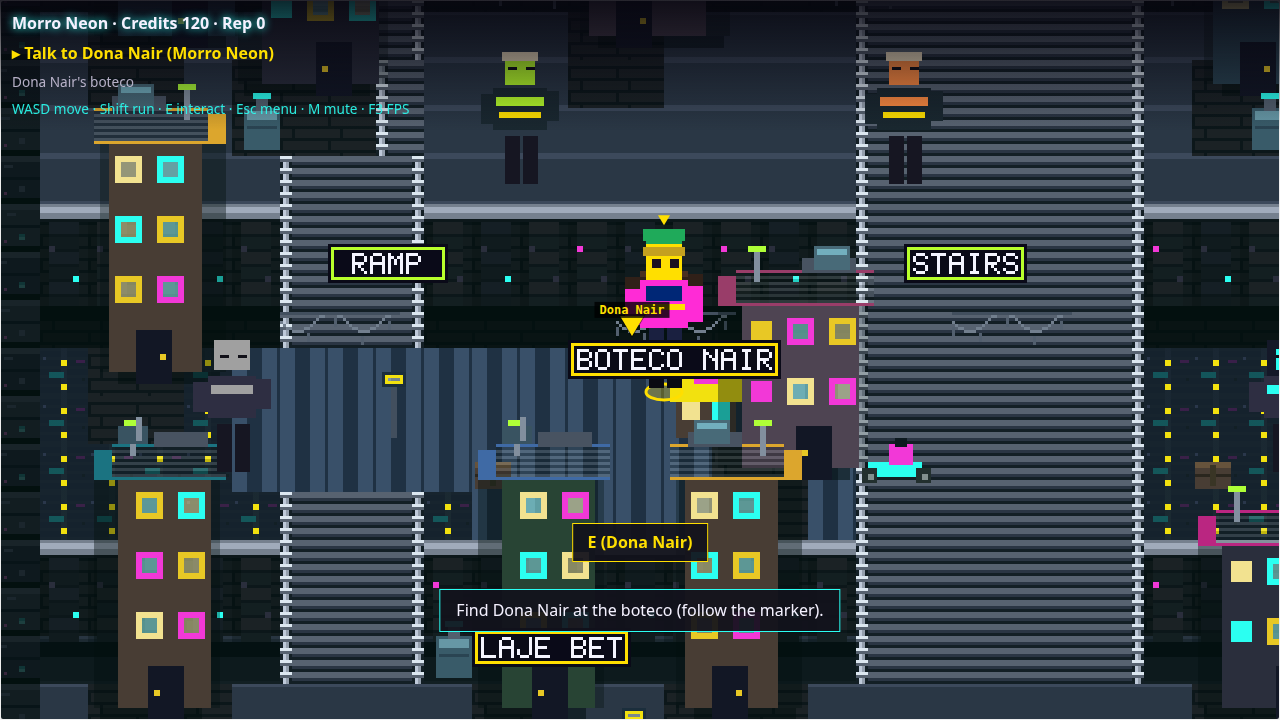 Morro Neon · Credits 120 · Rep 0
▸ Talk to Dona Nair (Morro Neon)
Dona Nair's boteco
WASD move · Shift run · E interact · Esc menu · M mute · F3 FPS
RAMP
STAIRS
Dona Nair
BOTECO NAIR
E (Dona Nair)
Find Dona Nair at the boteco (follow the marker).
LAJE BET